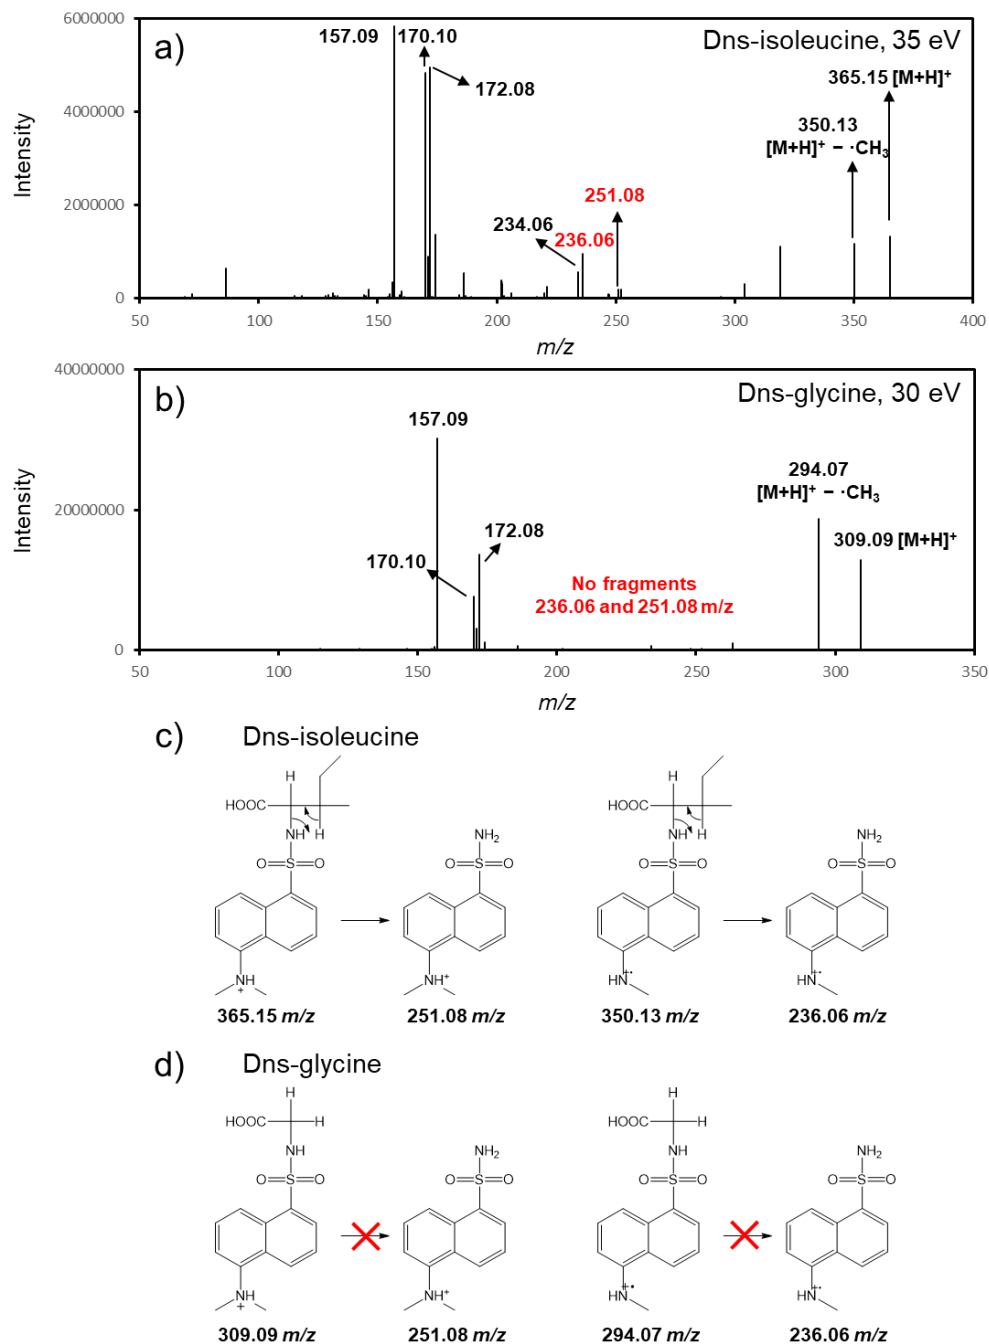 a)
Dns-isoleucine, 35 eV
6000000
4000000
2000000
0
Intensity
157.09
170.10
172.08
365.15 [M+H]+
350.13
[M+H]+ − ·CH3
251.08
234.06
236.06
50 100 150 200 250 300 350 400
m/z
b)
Dns-glycine, 30 eV
40000000
20000000
0
Intensity
157.09
294.07
[M+H]+ − ·CH3
172.08
309.09 [M+H]+
170.10
No fragments
236.06 and 251.08 m/z
50 100 150 200 250 300 350
m/z
c) Dns-isoleucine
H H
HOOC HOOC
NH H NH2 NH H NH2
O S O O S O O S O O S O
NH+ NH+ HN+· HN+·
365.15 m/z 251.08 m/z 350.13 m/z 236.06 m/z
d) Dns-glycine
H H
HOOC H HOOC H
NH NH2 NH NH2
O S O O S O O S O O S O
NH+ NH+ HN+· HN+·
309.09 m/z 251.08 m/z 294.07 m/z 236.06 m/z